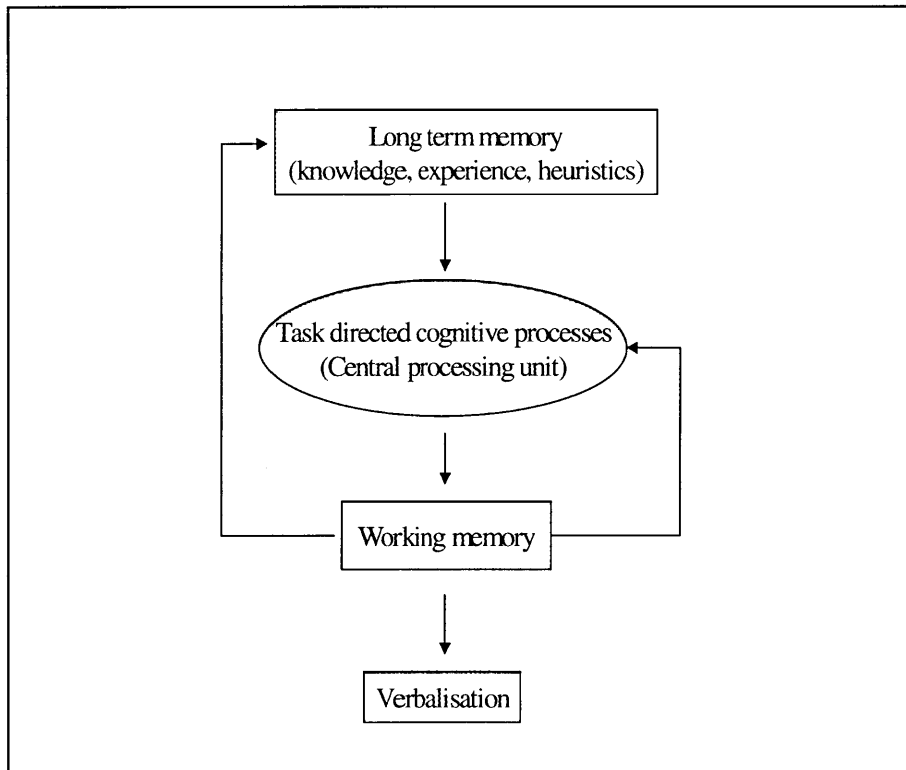 Long term memory
(knowledge, experience, heuristics)
Task directed cognitive processes
(Central processing unit)
Working memory
Verbalisation